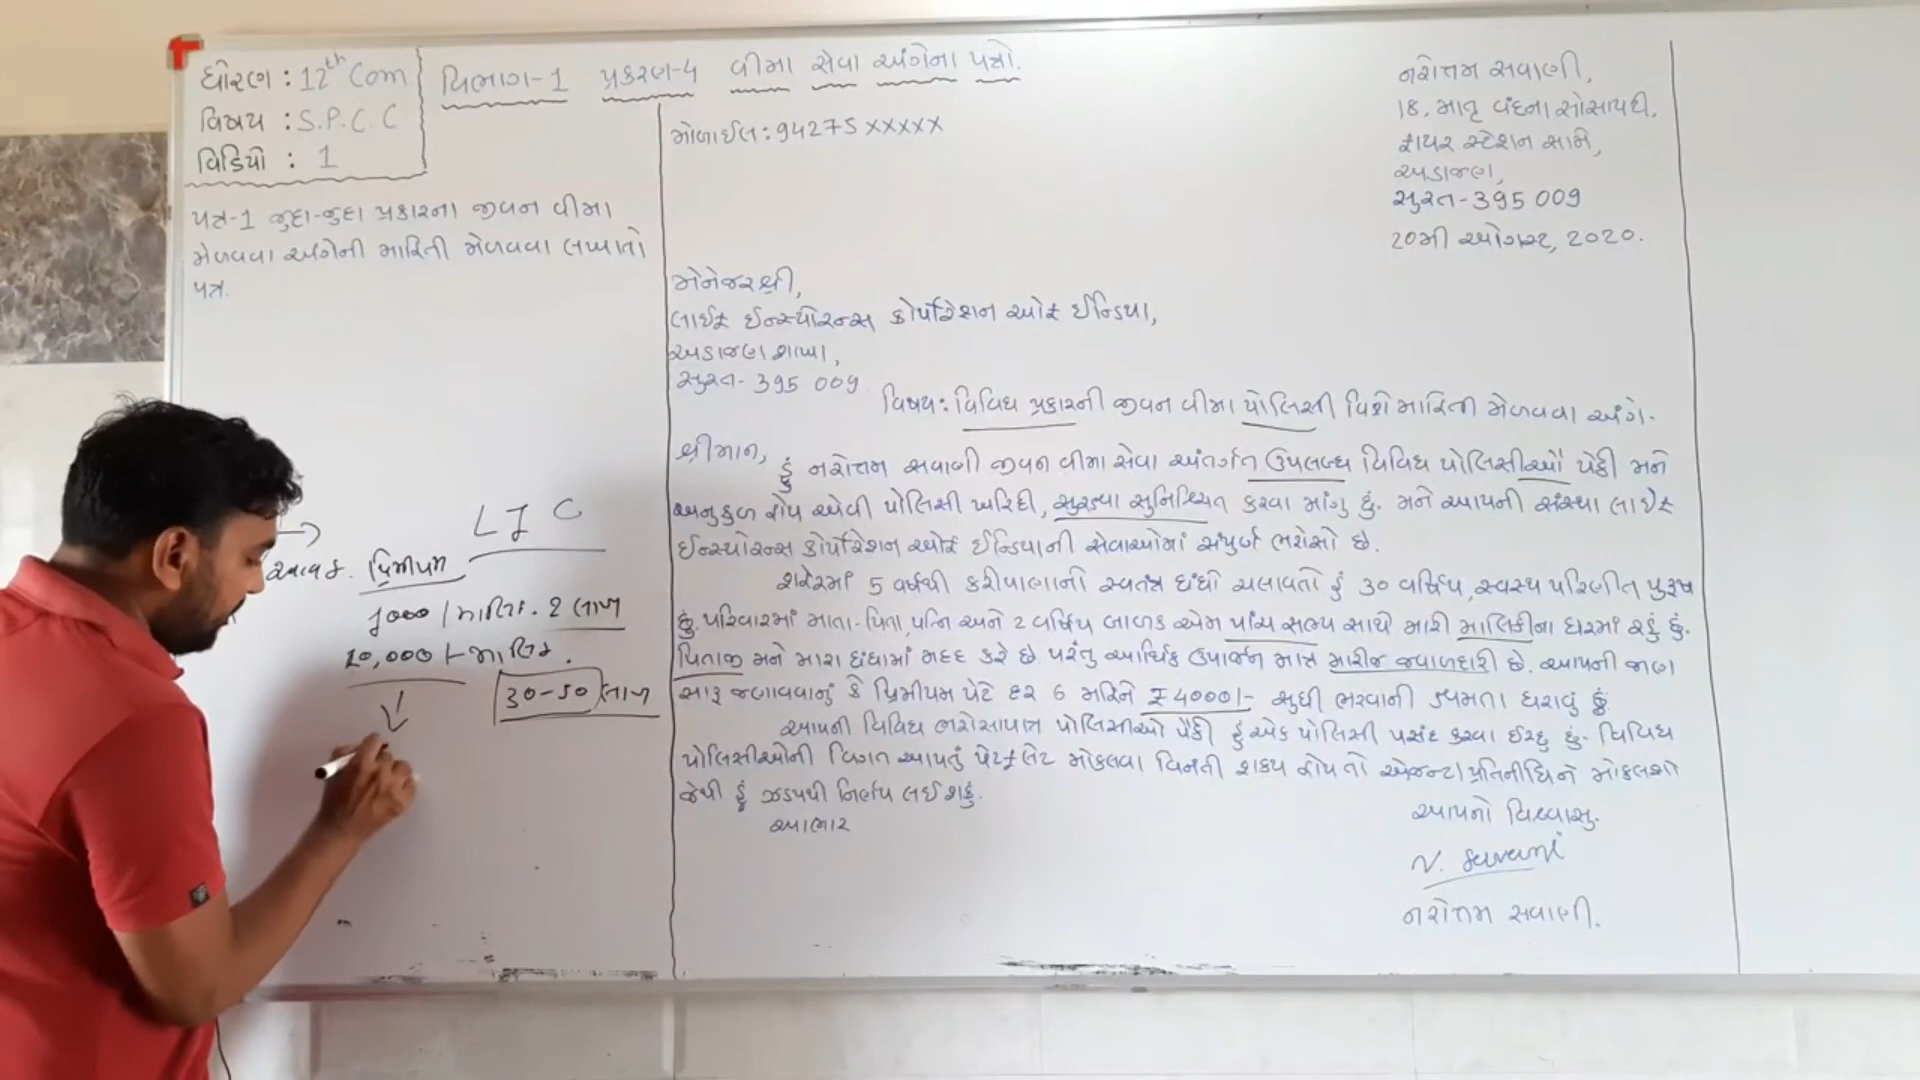 ધોરણ : 12th Com
વિષય : S.P.C.C
વિડિયો : 1
વિભાગ-1 પ્રકરણ-4 વીમા સેવા અંગેના પત્રો.
પત્ર-1 જુદા-જુદા પ્રકારના જીવન વીમા
મેળવવા અંગેની માહિતી મેળવવા લખાતો
પત્ર.
LIC
આવક. પ્રિમીયમ
1000/માસિક. 2 લાખ
20,000/- માસિક.
30-50 લાખ
મોબાઈલ : 94275 XXXXX
નરોત્તમ સવાણી,
18, માતૃ વંદના સોસાયટી,
ફાયર સ્ટેશન સામે,
અડાજણ,
સુરત-395 009
20મી ઓગસ્ટ, 2020.
મેનેજરશ્રી,
લાઈફ ઈન્સ્યોરન્સ કોર્પોરેશન ઓફ ઈન્ડિયા,
અડાજણ શાખા,
સુરત- 395 009
વિષય: વિવિધ પ્રકારની જીવન વીમા પોલિસી વિશે માહિતી મેળવવા અંગે.
શ્રીમાન,
હું નરોત્તમ સવાણી જીવન વીમા સેવા અંતર્ગત ઉપલબ્ધ વિવિધ પોલિસીઓ પૈકી મને
અનુકુળ હોય એવી પોલિસી ખરિદી, સુરક્ષા સુનિશ્ચિત કરવા માંગુ છું. મને આપની સંસ્થા લાઈફ
ઈન્સ્યોરન્સ કોર્પોરેશન ઓફ ઈન્ડિયાની સેવાઓમાં સંપુર્ણ ભરોસો છે.
શહેરમાં 5 વર્ષથી કરીયાણાનો સ્વતંત્ર ધંધો ચલાવતો હું 30 વર્ષિય, સ્વસ્થ પરિણીત પુરૂષ
છું. પરિવારમાં માતા-પિતા, પત્નિ અને 2 વર્ષિય બાળક એમ પાંચ સભ્ય સાથે મારી માલિકીના ઘરમાં રહું છું.
પિતાજી મને મારા ધંધામાં મદદ કરે છે. પરંતુ આર્થિક ઉપાર્જન માત્ર મારીજ જવાબદારી છે. આપની જાણ
સારૂ જણાવવાનું કે પ્રિમીયમ પેટે દર 6 મહિને ₹ 4000/- સુધી ભરવાની ક્ષમતા ધરાવું છું.
આપની વિવિધ ભરોસાપાત્ર પોલિસીઓ પૈકી હું એક પોલિસી પસંદ કરવા ઈચ્છુ છું. વિવિધ
પોલિસીઓની વિગત આપતું પેમ્ફ્લેટ મોકલવા વિનંતી શક્ય હોય તો એજન્ટ/પ્રતિનીધિને મોકલશો
જેથી હું ઝડપથી નિર્ણય લઈ શકું.
આભાર
આપનો વિશ્વાસુ.
N. Savani
નરોત્તમ સવાણી.